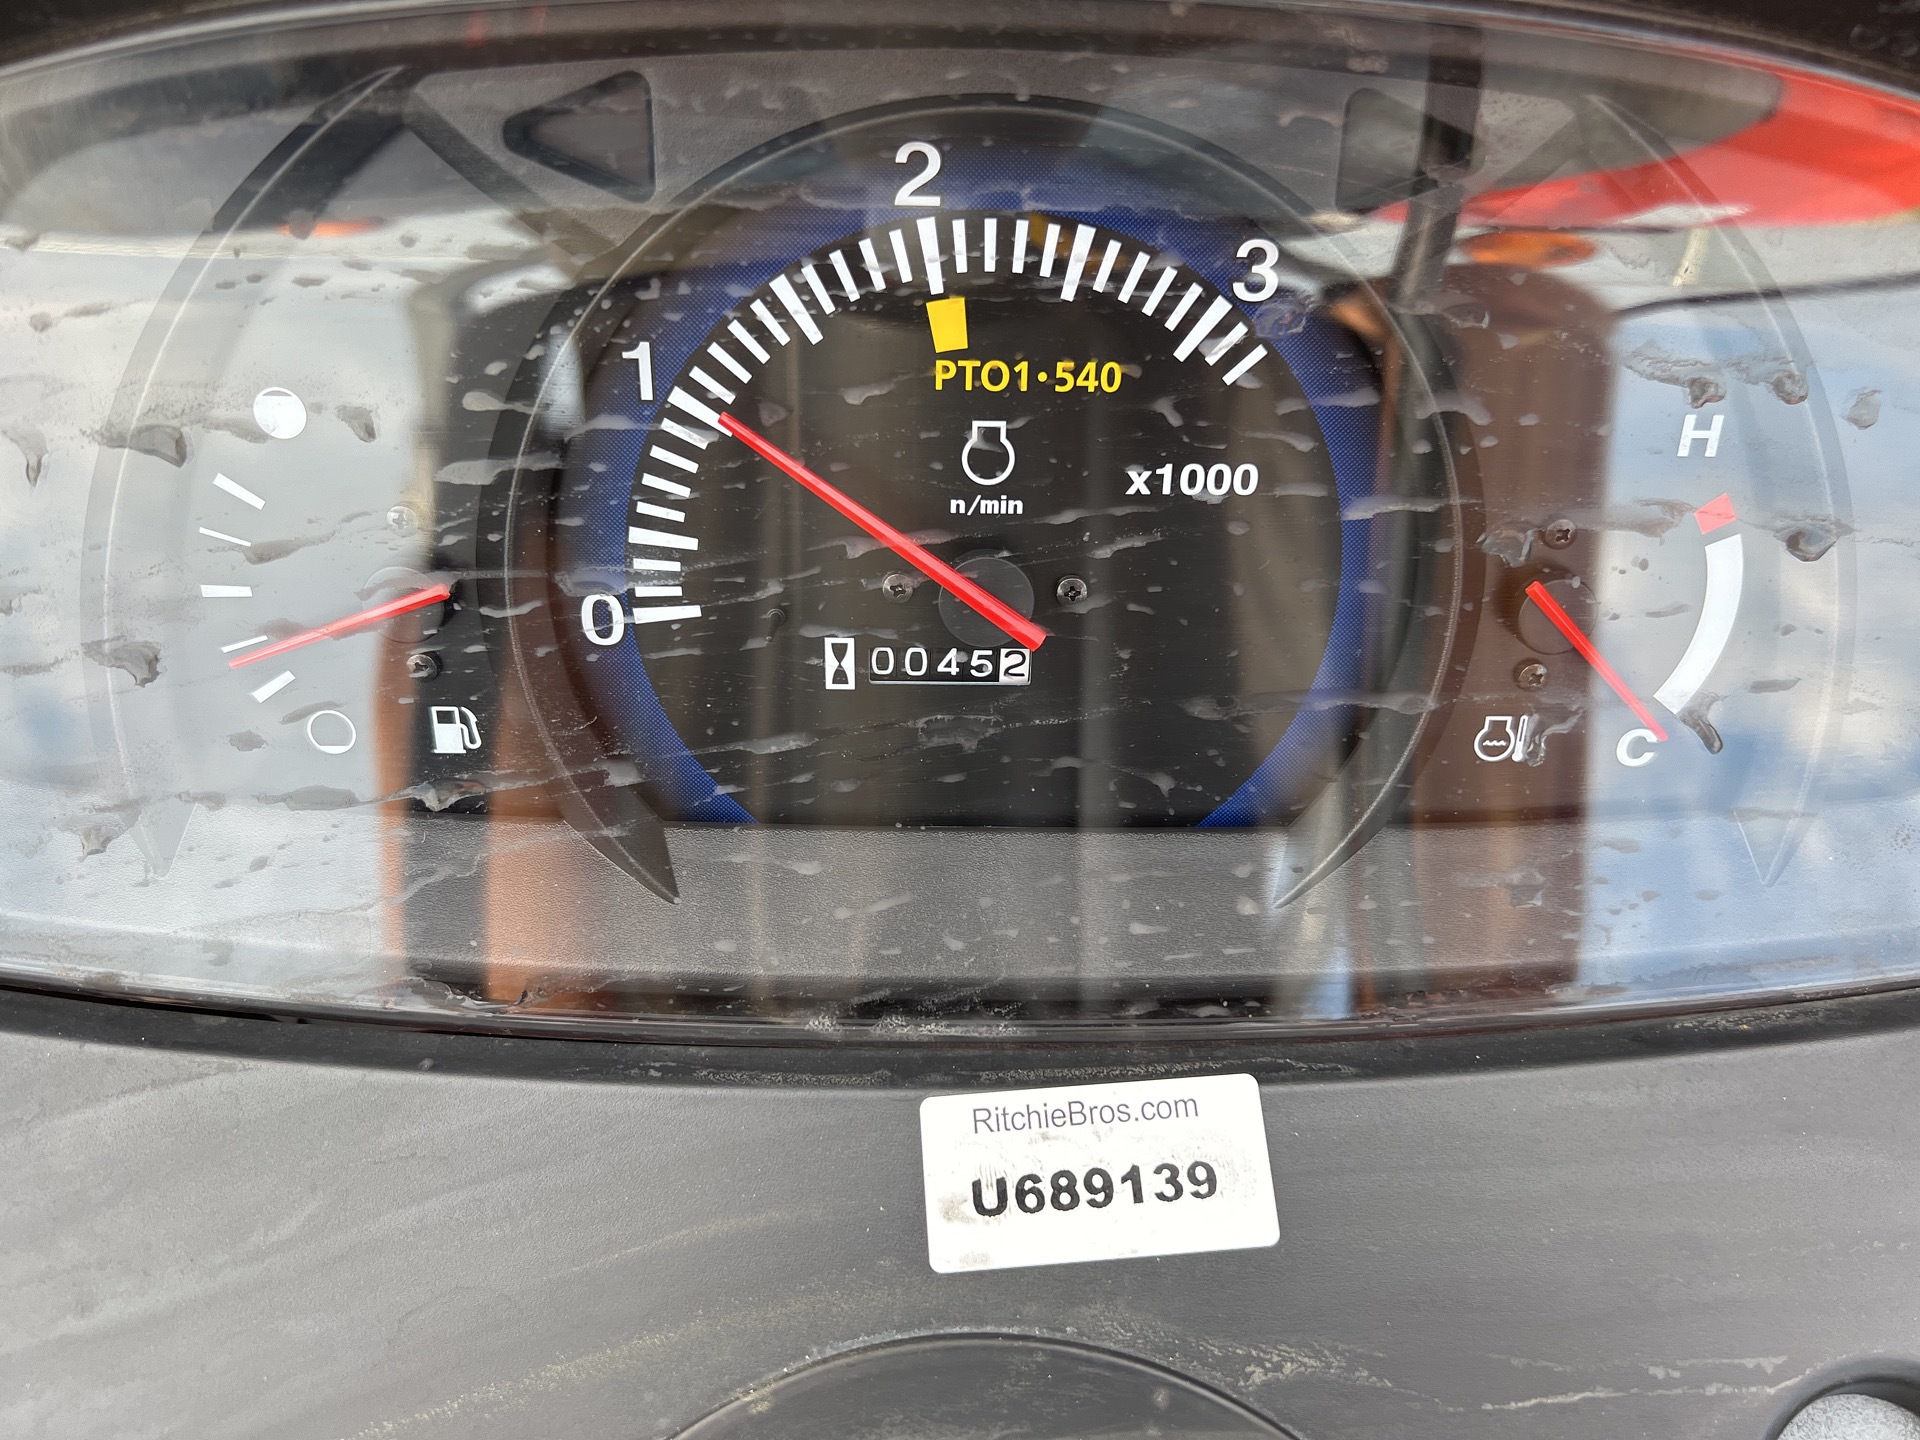 2
1
3
PTO1·540
H
x1000
n/min
0
00452
C
RitchieBros.com
U689139